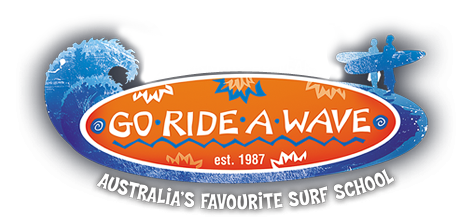 GO·RIDE·A·WAVE
est. 1987
AUSTRALiA'S FAVOURiTE SURF SCHOOL